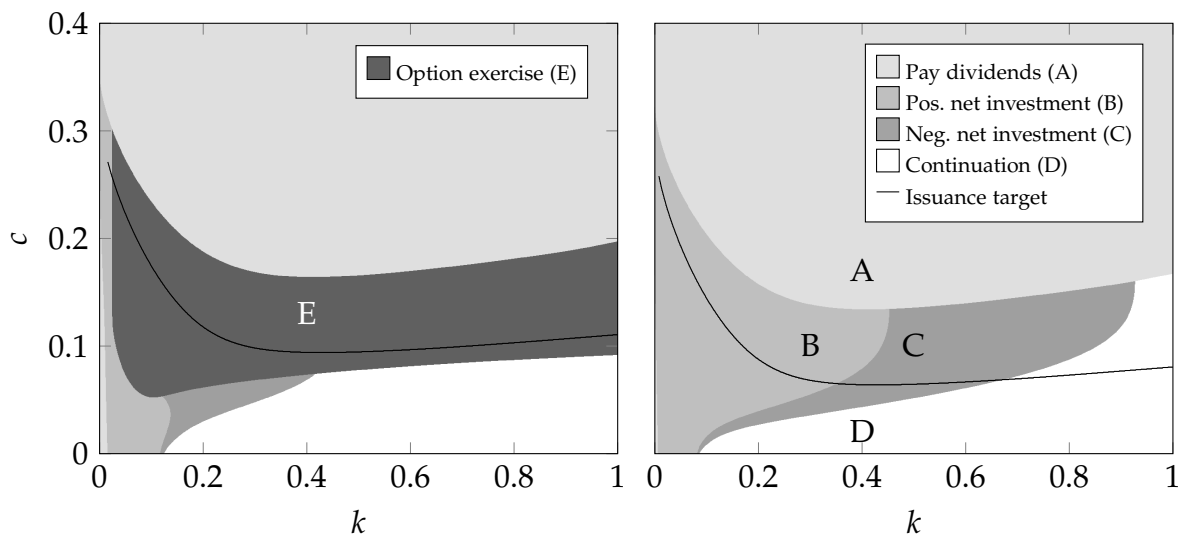 0.4
0.3
0.2
0.1
0
c
0
0.2
0.4
0.6
0.8
1
k
Option exercise (E)
E
0
0.2
0.4
0.6
0.8
1
k
Pay dividends (A)
Pos. net investment (B)
Neg. net investment (C)
Continuation (D)
Issuance target
A
B
C
D